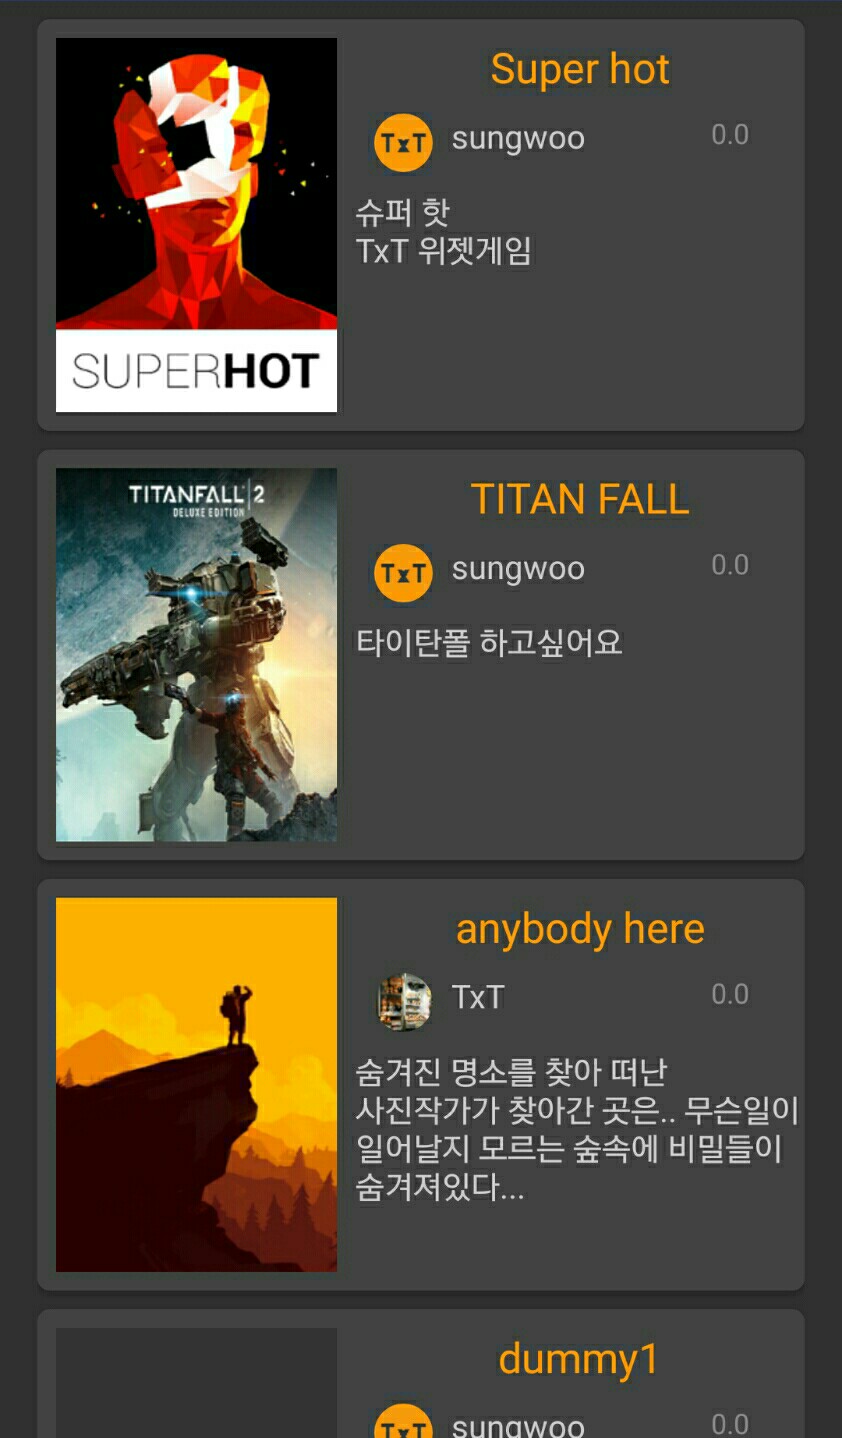 Super hot
TxT sungwoo 0.0
슈퍼 핫
TxT 위젯게임
SUPERHOT
TITANFALL 2
DELUXE EDITION
TITAN FALL
TxT sungwoo 0.0
타이탄폴 하고싶어요
anybody here
TxT 0.0
숨겨진 명소를 찾아 떠난
사진작가가 찾아간 곳은.. 무슨일이
일어날지 모르는 숲속에 비밀들이
숨겨져있다...
dummy1
TxT sungwoo 0.0